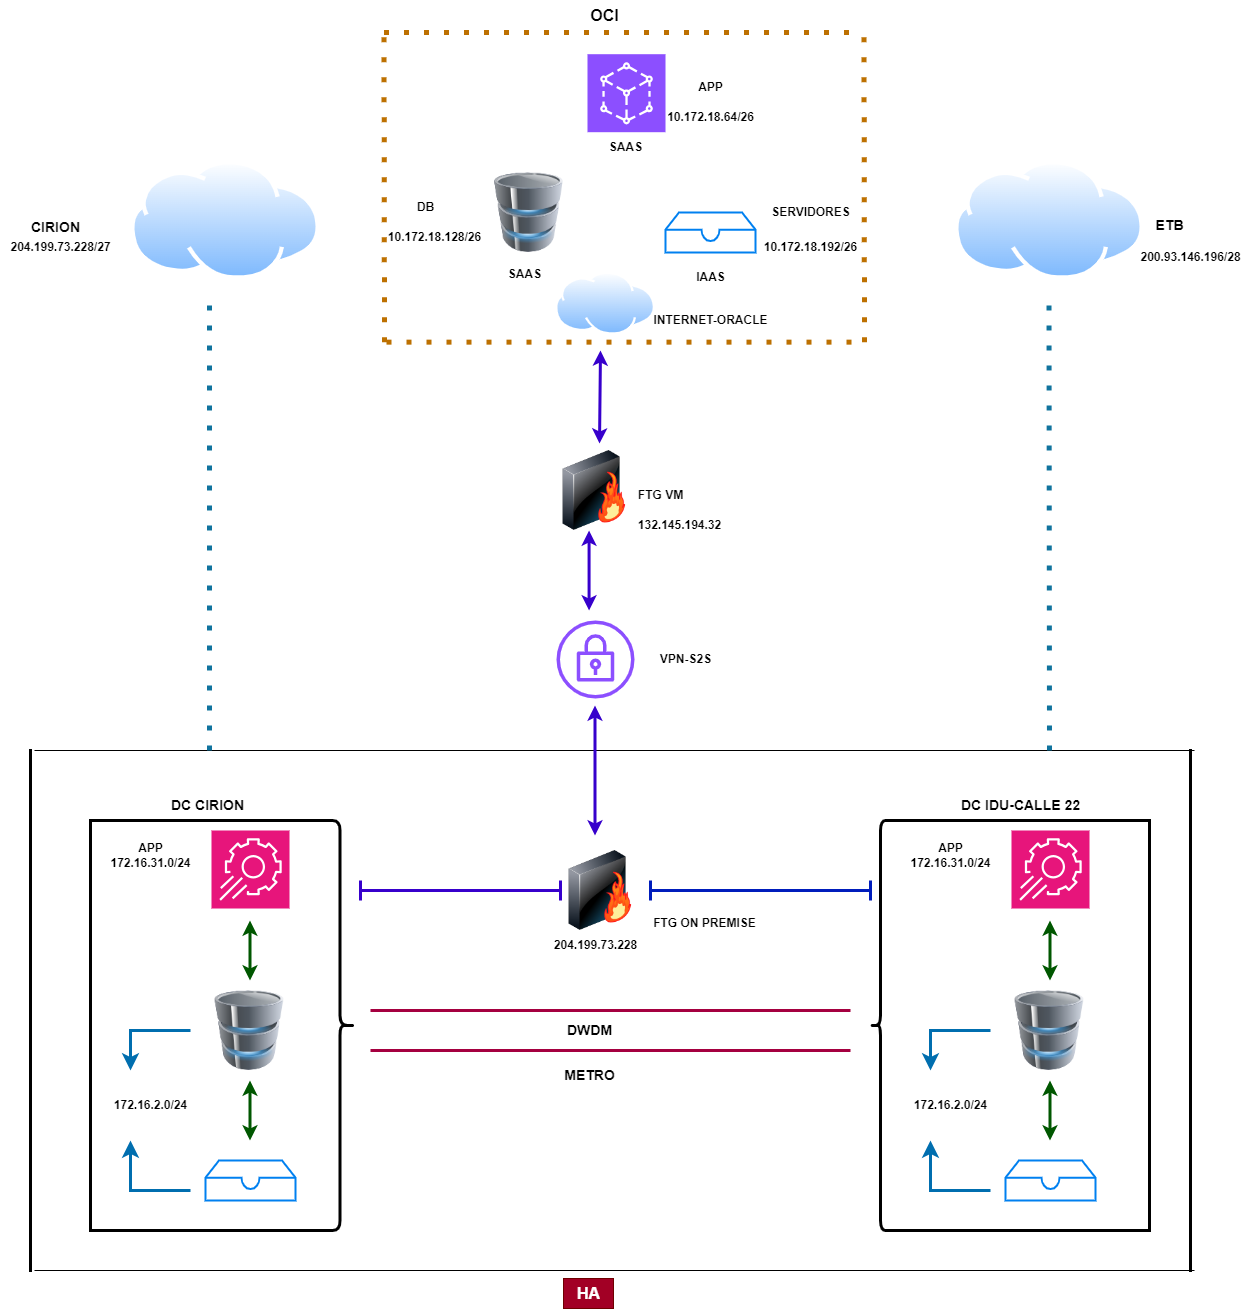 OCI
APP
10.172.18.64/26
SAAS
DB
10.172.18.128/26
SAAS
SERVIDORES
10.172.18.192/26
IAAS
INTERNET-ORACLE
CIRION
204.199.73.228/27
ETB
200.93.146.196/28
FTG VM
132.145.194.32
VPN-S2S
DC CIRION
APP
172.16.31.0/24
172.16.2.0/24
FTG ON PREMISE
204.199.73.228
DWDM
METRO
DC IDU-CALLE 22
APP
172.16.31.0/24
172.16.2.0/24
HA